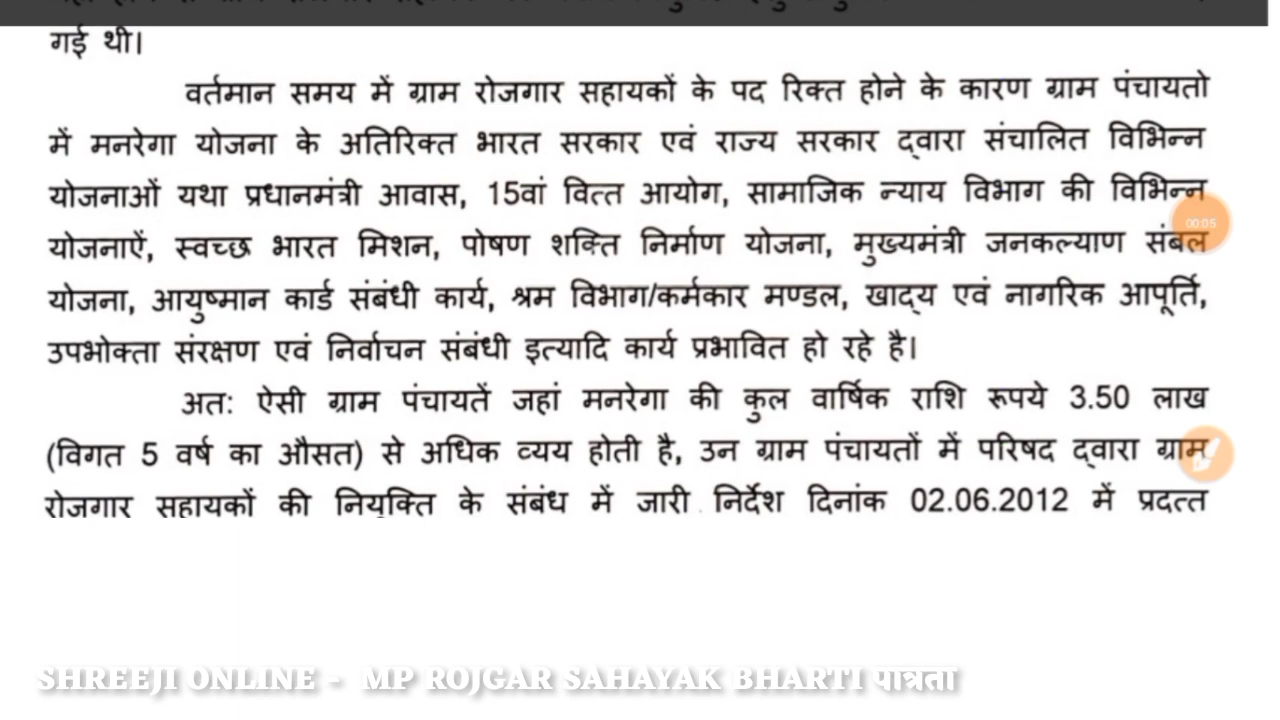 गई थी।
वर्तमान समय में ग्राम रोजगार सहायकों के पद रिक्त होने के कारण ग्राम पंचायतो
में मनरेगा योजना के अतिरिक्त भारत सरकार एवं राज्य सरकार द्वारा संचालित विभिन्न
योजनाओं यथा प्रधानमंत्री आवास, 15वां वित्त आयोग, सामाजिक न्याय विभाग की विभिन्न
00:05
योजनाऐं, स्वच्छ भारत मिशन, पोषण शक्ति निर्माण योजना, मुख्यमंत्री जनकल्याण संबल
योजना, आयुष्मान कार्ड संबंधी कार्य, श्रम विभाग/कर्मकार मण्डल, खाद्य एवं नागरिक आपूर्ति,
उपभोक्ता संरक्षण एवं निर्वाचन संबंधी इत्यादि कार्य प्रभावित हो रहे है।
अत: ऐसी ग्राम पंचायतें जहां मनरेगा की कुल वार्षिक राशि रूपये 3.50 लाख
(विगत 5 वर्ष का औसत) से अधिक व्यय होती है, उन ग्राम पंचायतों में परिषद द्वारा ग्राम
रोजगार सहायकों की नियुक्ति के संबंध में जारी निर्देश दिनांक 02.06.2012 में प्रदत्त
SHREEJI ONLINE - MP ROJGAR SAHAYAK BHARTI पात्रता